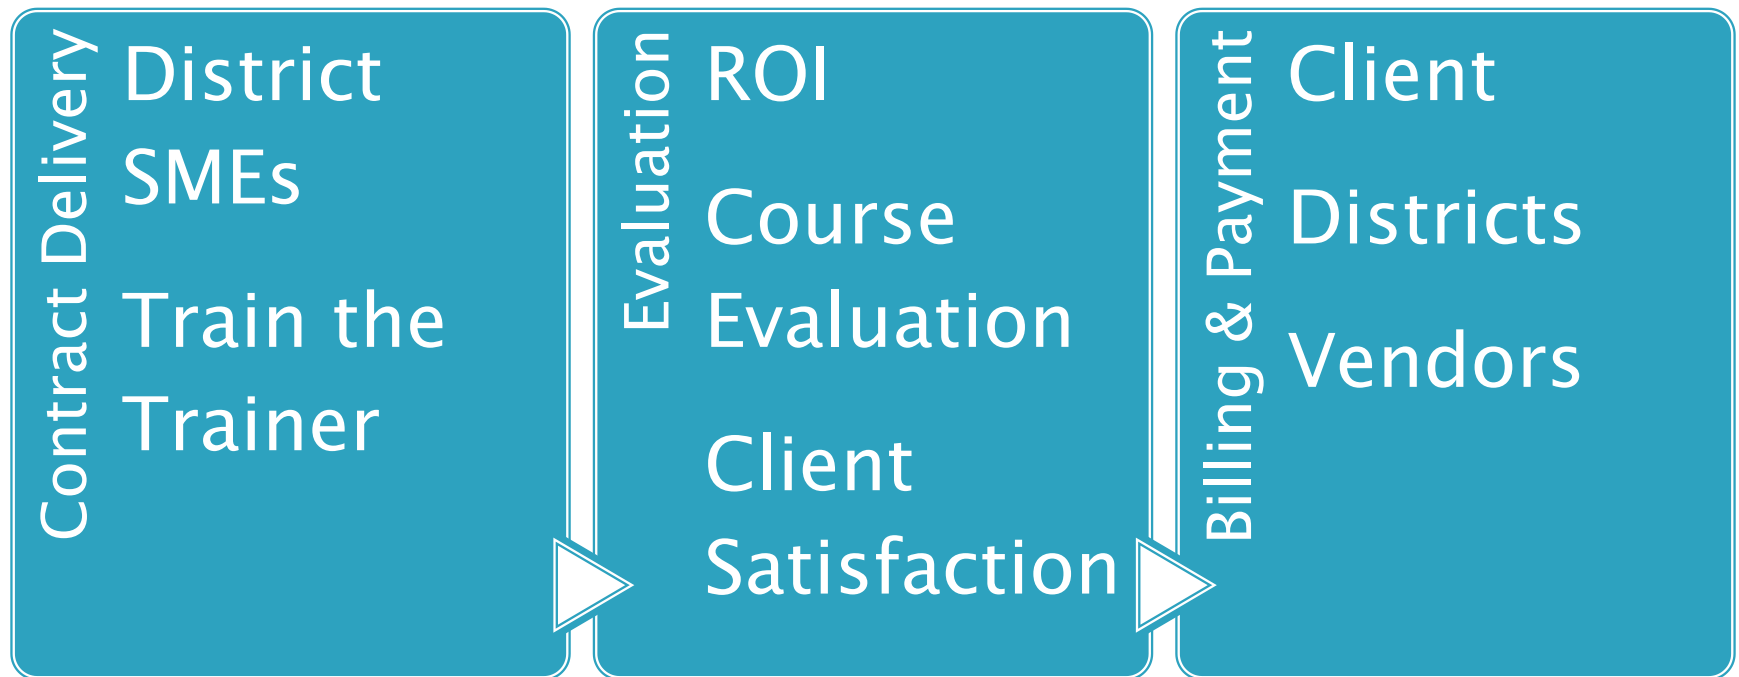 Contract Delivery
District
SMEs
Train the
Trainer
Evaluation
ROI
Course
Evaluation
Client
Satisfaction
Billing & Payment
Client
Districts
Vendors